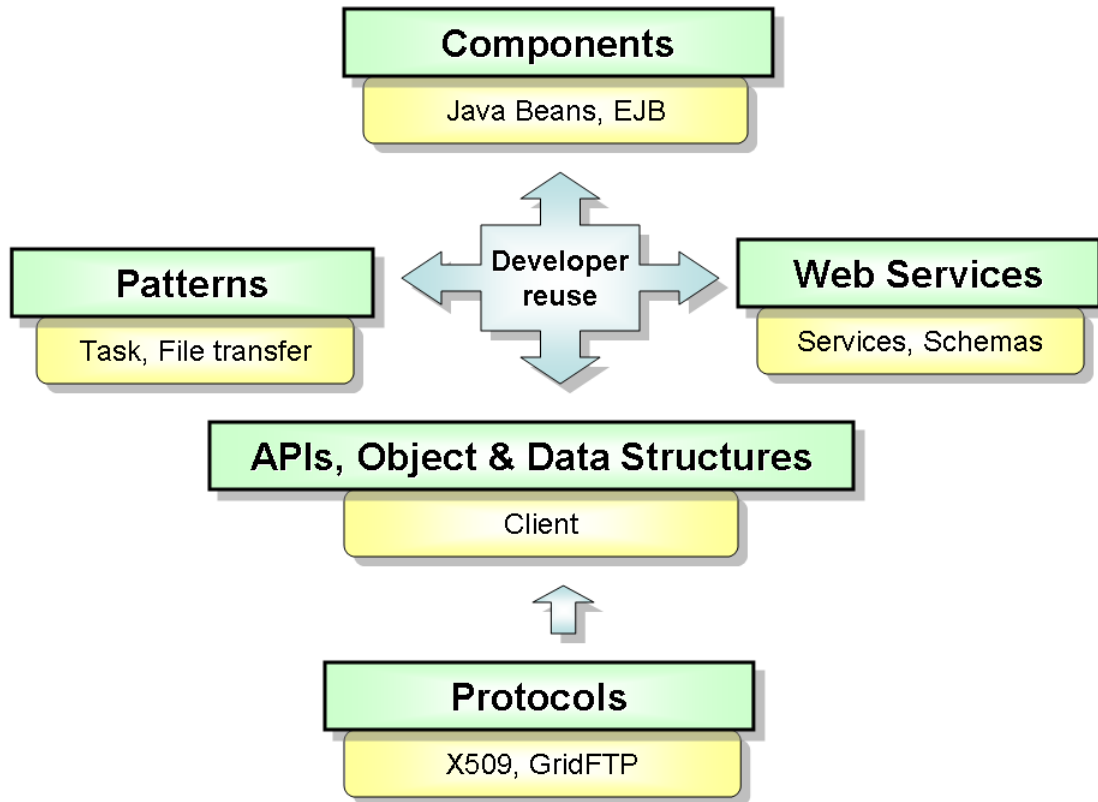 Components
Java Beans, EJB
Developer
reuse
Patterns
Task, File transfer
Web Services
Services, Schemas
APIs, Object & Data Structures
Client
Protocols
X509, GridFTP